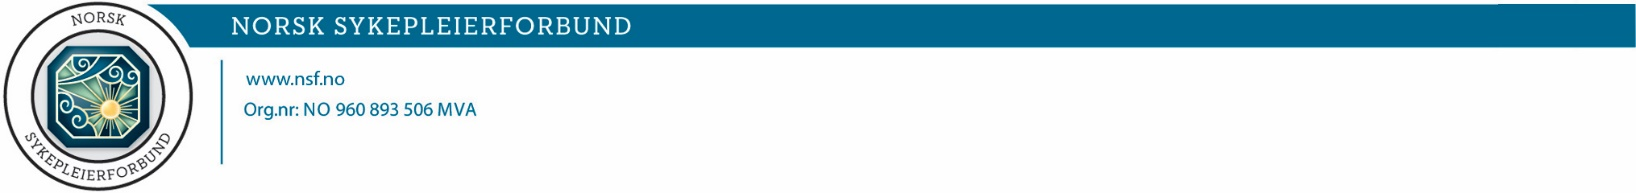 NORSK
SYKEPLEIERFORBUND
NORSK SYKEPLEIERFORBUND
www.nsf.no
Org.nr: NO 960 893 506 MVA